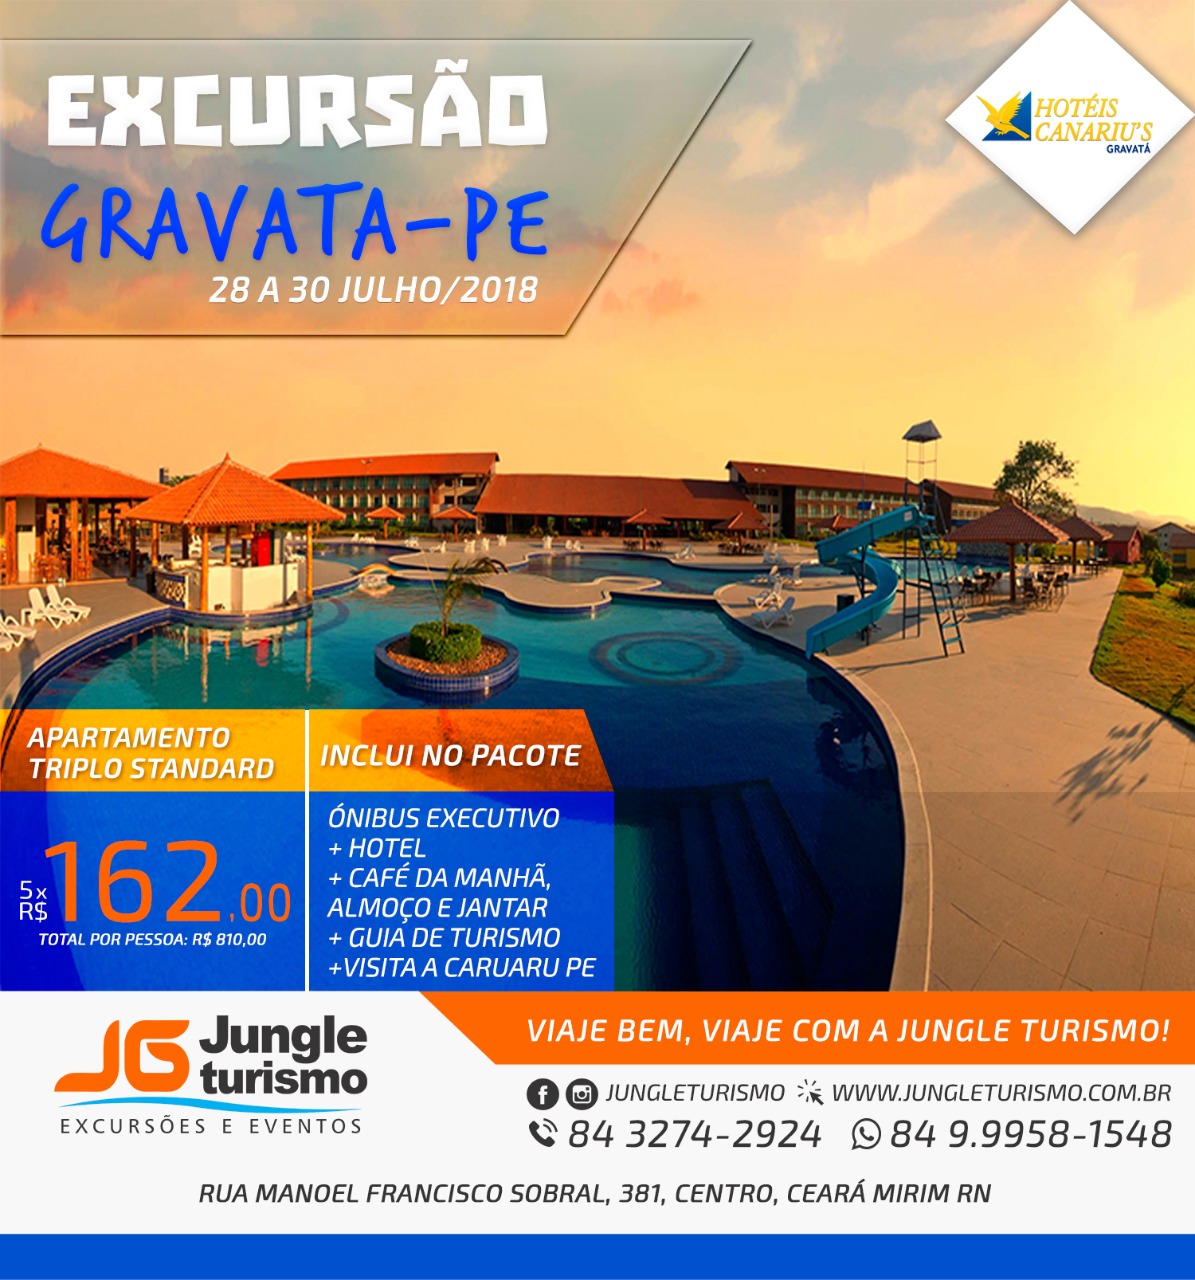 EXCURSÃO
GRAVATA-PE
28 A 30 JULHO/2018
HOTÉIS
CANARIU'S
GRAVATÁ
APARTAMENTO
TRIPLO STANDARD
5x
R$ 162,00
TOTAL POR PESSOA: R$ 810,00
INCLUI NO PACOTE
ÓNIBUS EXECUTIVO
+ HOTEL
+ CAFÉ DA MANHÃ,
ALMOÇO E JANTAR
+ GUIA DE TURISMO
+VISITA A CARUARU PE
JG Jungle
turismo
EXCURSÕES E EVENTOS
VIAJE BEM, VIAJE COM A JUNGLE TURISMO!
JUNGLETURISMO WWW.JUNGLETURISMO.COM.BR
84 3274-2924 84 9.9958-1548
RUA MANOEL FRANCISCO SOBRAL, 381, CENTRO, CEARÁ MIRIM RN